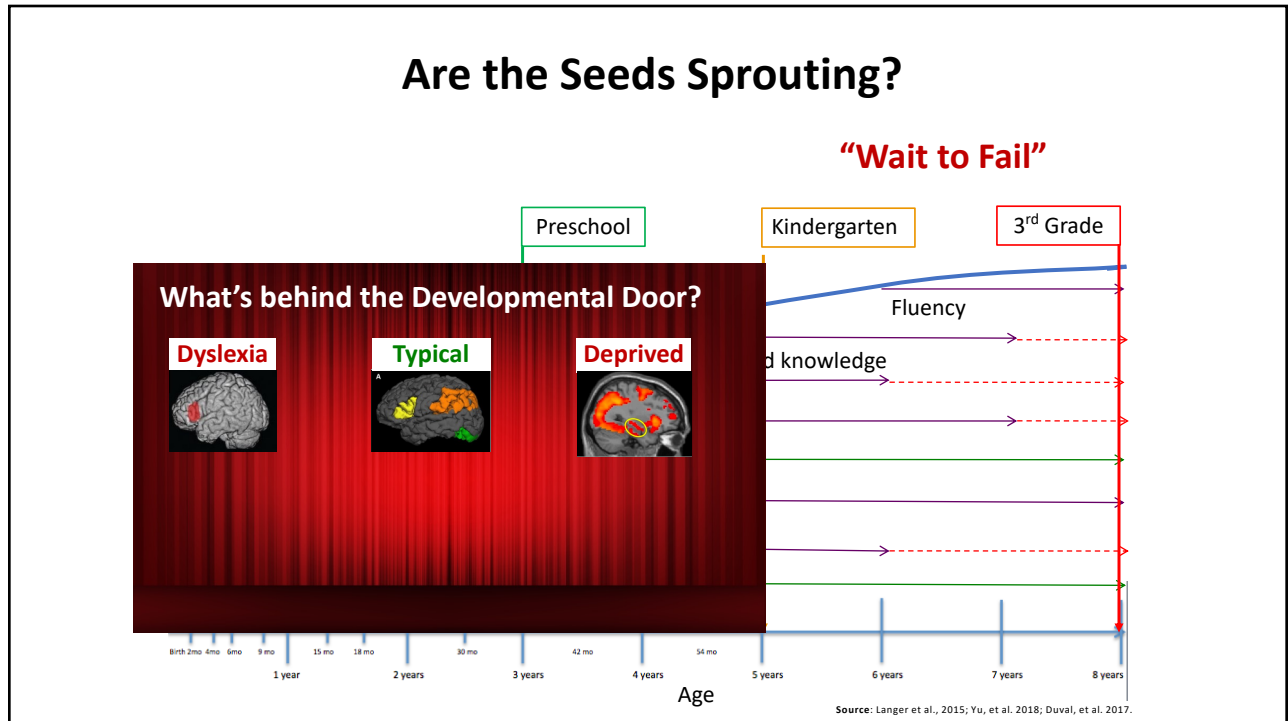 Are the Seeds Sprouting?
“Wait to Fail”
Preschool
Kindergarten
3rd Grade
What’s behind the Developmental Door?
Fluency
Dyslexia
Typical
Deprived
d knowledge
A
Birth 2mo 4mo 6mo 9 mo 15 mo 18 mo 30 mo 42 mo 54 mo
1 year 2 years 3 years 4 years 5 years 6 years 7 years 8 years
Age
Source: Langer et al., 2015; Yu, et al. 2018; Duval, et al. 2017.